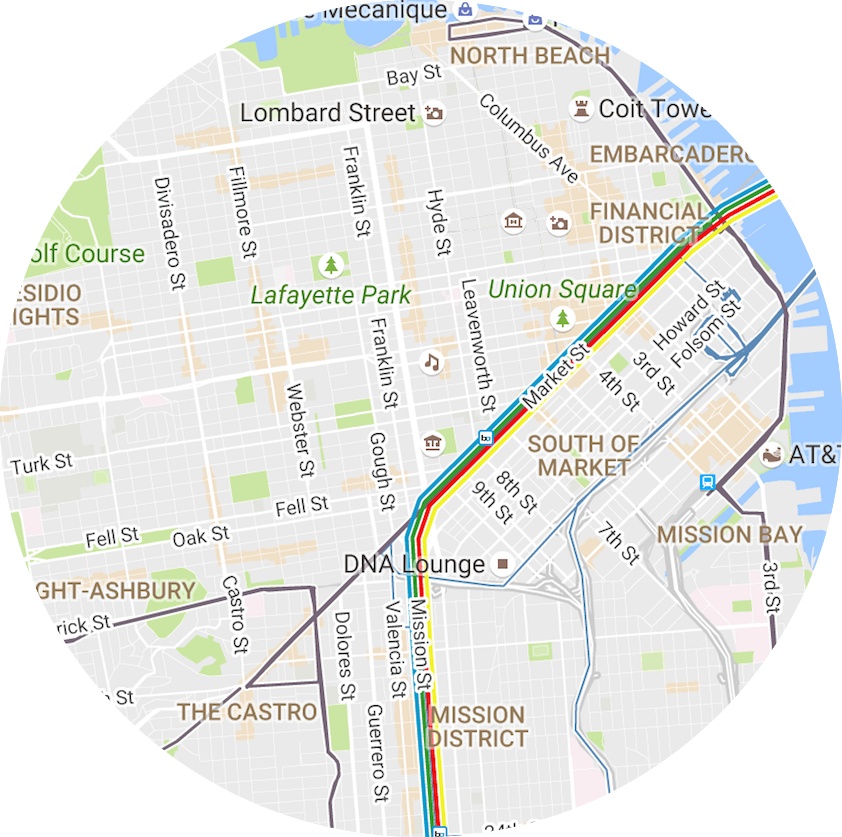 Mecanique
NORTH BEACH
Bay St
Lombard Street
Columbus Ave
Coit Towe
EMBARCADERO
Franklin St
Fillmore St
Divisadero St
Hyde St
FINANCIAL
DISTRICT
olf Course
ESIDIO
IGHTS
Lafayette Park
Union Square
Leavenworth St
Howard St
Folsom St
Franklin St
Market St
3rd St
4th St
Webster St
Gough St
SOUTH OF
MARKET
AT&T
Turk St
8th St
9th St
Fell St
Fell St
Oak St
7th St
MISSION BAY
DNA Lounge
3rd St
GHT-ASHBURY
Castro St
rick St
Dolores St
Valencia St
Mission St
St
THE CASTRO
Guerrero St
MISSION
DISTRICT
24th St